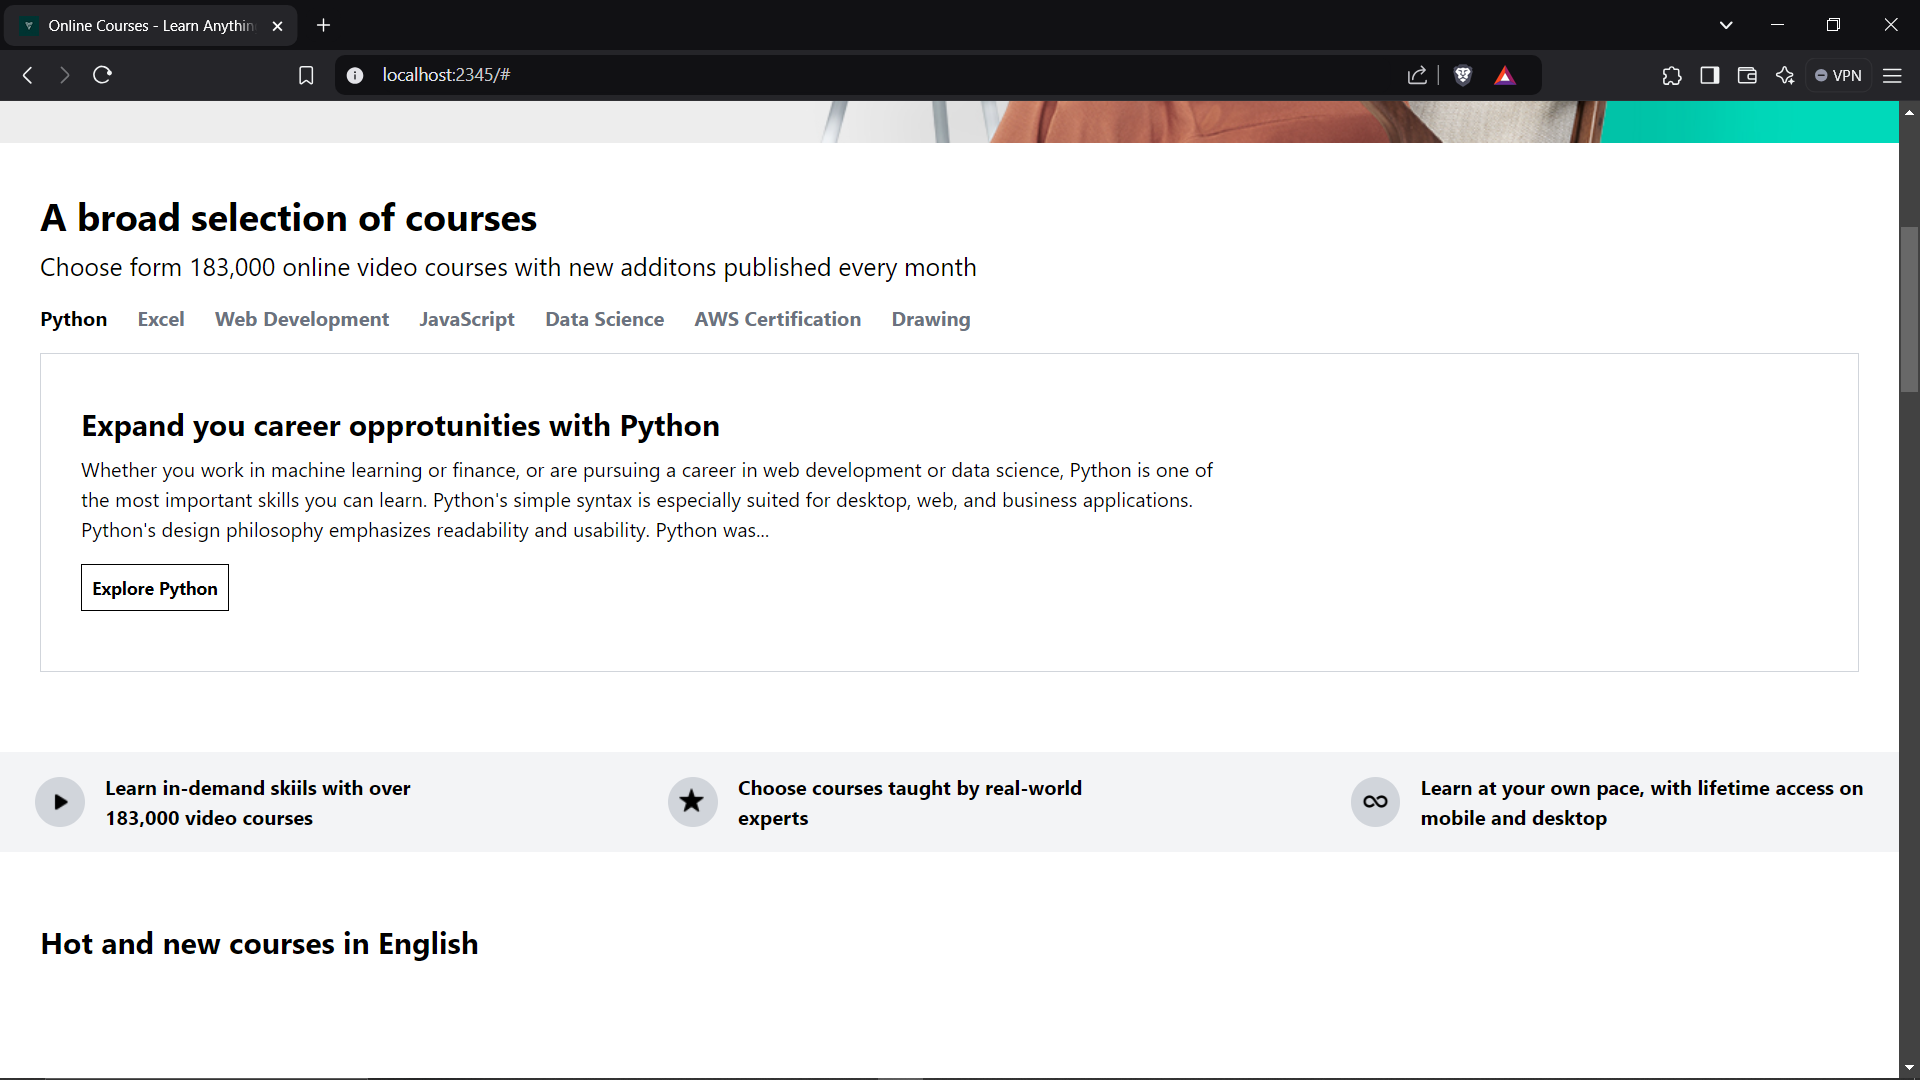 Online Courses - Learn Anythin
localhost:2345/#
VPN
A broad selection of courses
Choose form 183,000 online video courses with new additons published every month
Python Excel Web Development JavaScript Data Science AWS Certification Drawing
Expand you career opprotunities with Python
Whether you work in machine learning or finance, or are pursuing a career in web development or data science, Python is one of
the most important skills you can learn. Python's simple syntax is especially suited for desktop, web, and business applications.
Python's design philosophy emphasizes readability and usability. Python was...
Explore Python
Learn in-demand skiils with over
183,000 video courses
Choose courses taught by real-world
experts
Learn at your own pace, with lifetime access on
mobile and desktop
Hot and new courses in English